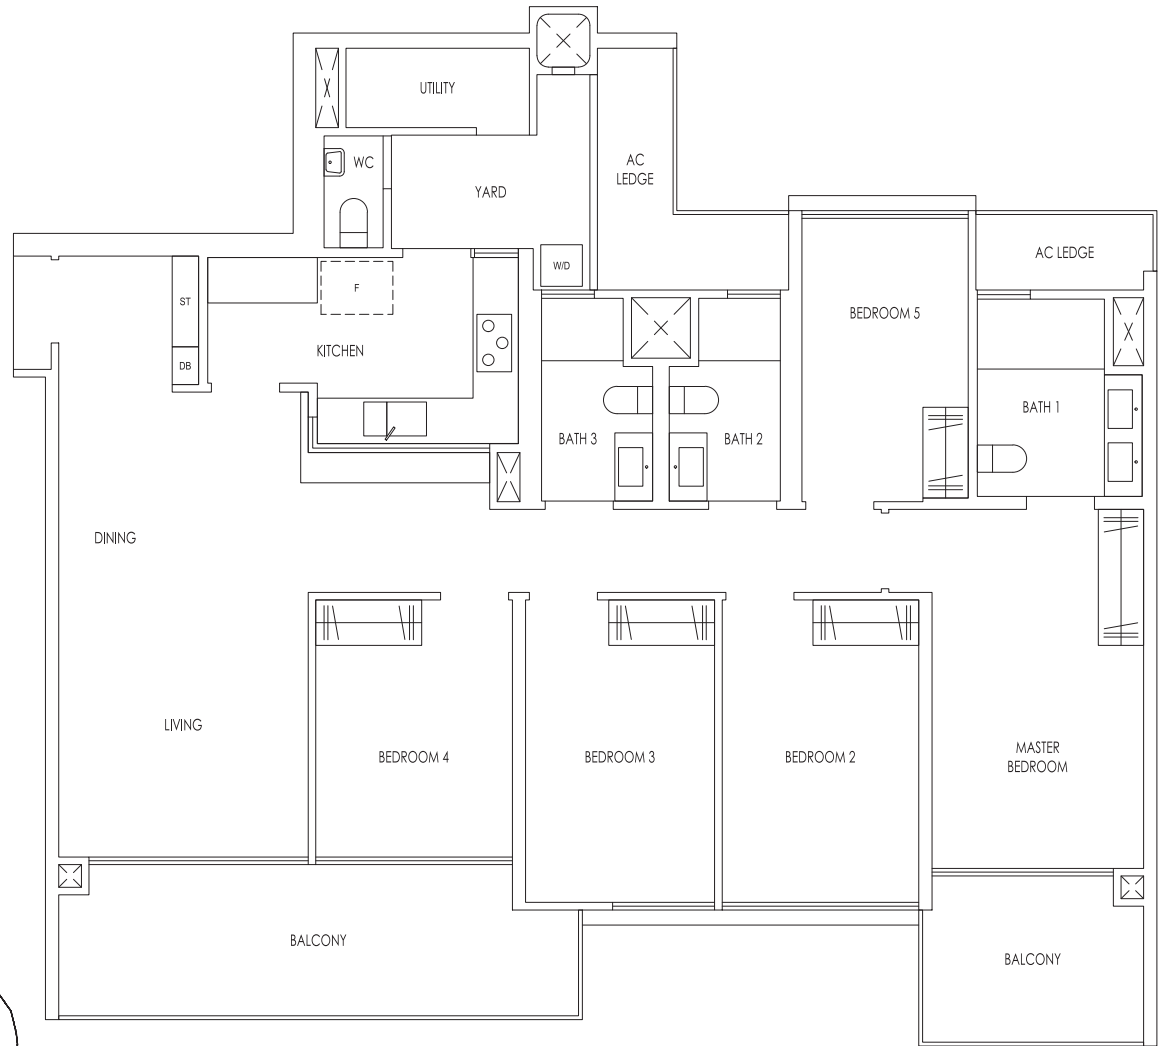 UTILITY
WC
AC
LEDGE
YARD
AC LEDGE
W/D
F
ST
BEDROOM 5
KITCHEN
DB
BATH 1
BATH 3
BATH 2
DINING
LIVING
BEDROOM 4
BEDROOM 3
BEDROOM 2
MASTER
BEDROOM
BALCONY
BALCONY